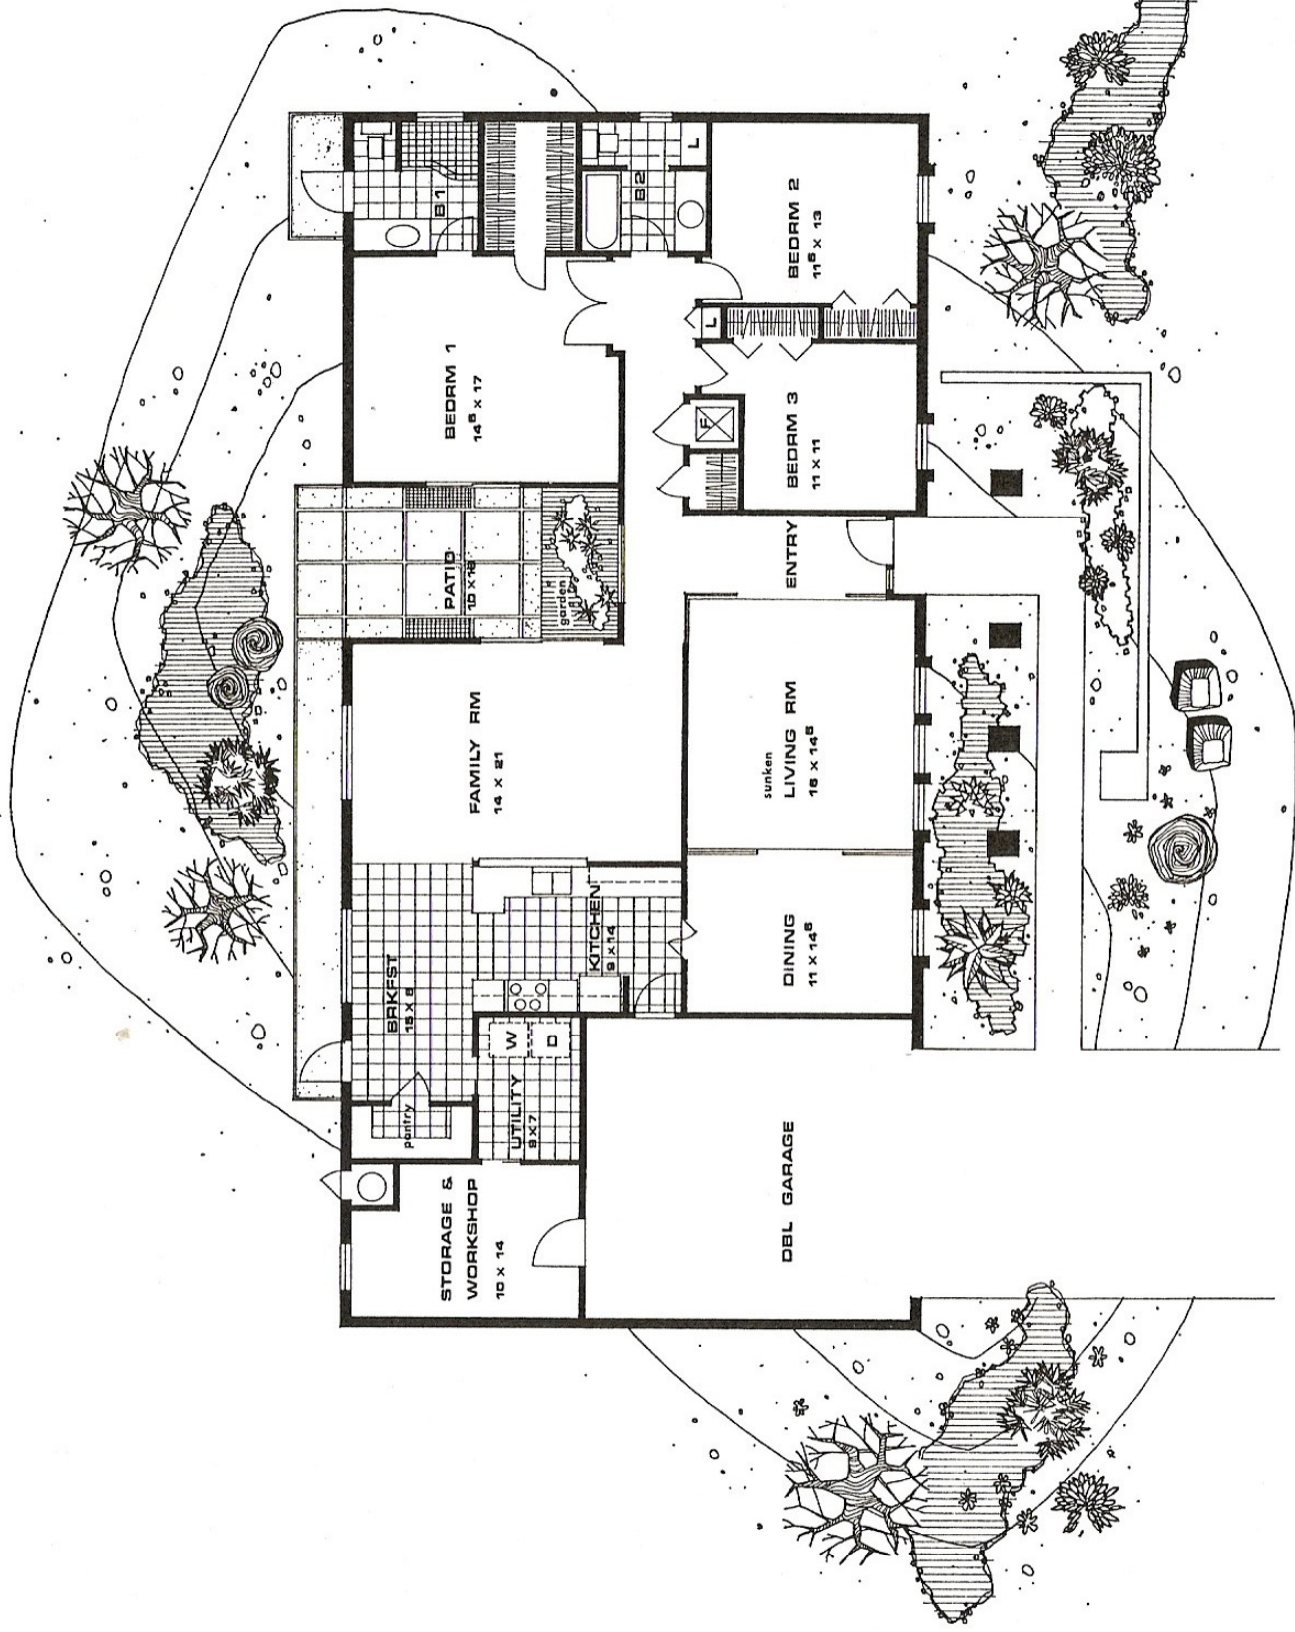 B 1
B2
L
BEDRM 2
11⁶ x 13
BEDRM 1
14⁶ x 17
L
F
BEDRM 3
11 x 11
PATIO
10 x 18
garden
ENTRY
FAMILY RM
14 x 21
sunken
LIVING RM
16 x 14⁶
BRKFST
15 x 8
KITCHEN
9 x 14
DINING
11 x 14⁶
W
D
pantry
UTILITY
9 x 7
STORAGE &
WORKSHOP
10 x 14
DBL GARAGE